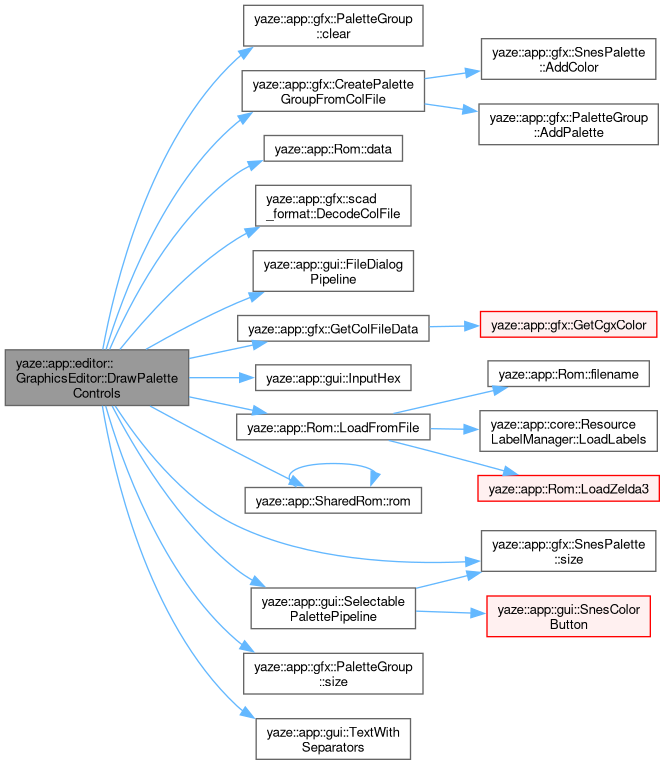 yaze::app::editor::
GraphicsEditor::DrawPalette
Controls
yaze::app::gfx::PaletteGroup
::clear
yaze::app::gfx::CreatePalette
GroupFromColFile
yaze::app::gfx::SnesPalette
::AddColor
yaze::app::gfx::PaletteGroup
::AddPalette
yaze::app::Rom::data
yaze::app::gfx::scad
_format::DecodeColFile
yaze::app::gui::FileDialog
Pipeline
yaze::app::gfx::GetColFileData
yaze::app::gfx::GetCgxColor
yaze::app::gui::InputHex
yaze::app::Rom::LoadFromFile
yaze::app::Rom::filename
yaze::app::core::Resource
LabelManager::LoadLabels
yaze::app::Rom::LoadZelda3
yaze::app::SharedRom::rom
yaze::app::gfx::SnesPalette
::size
yaze::app::gui::Selectable
PalettePipeline
yaze::app::gui::SnesColor
Button
yaze::app::gfx::PaletteGroup
::size
yaze::app::gui::TextWith
Separators